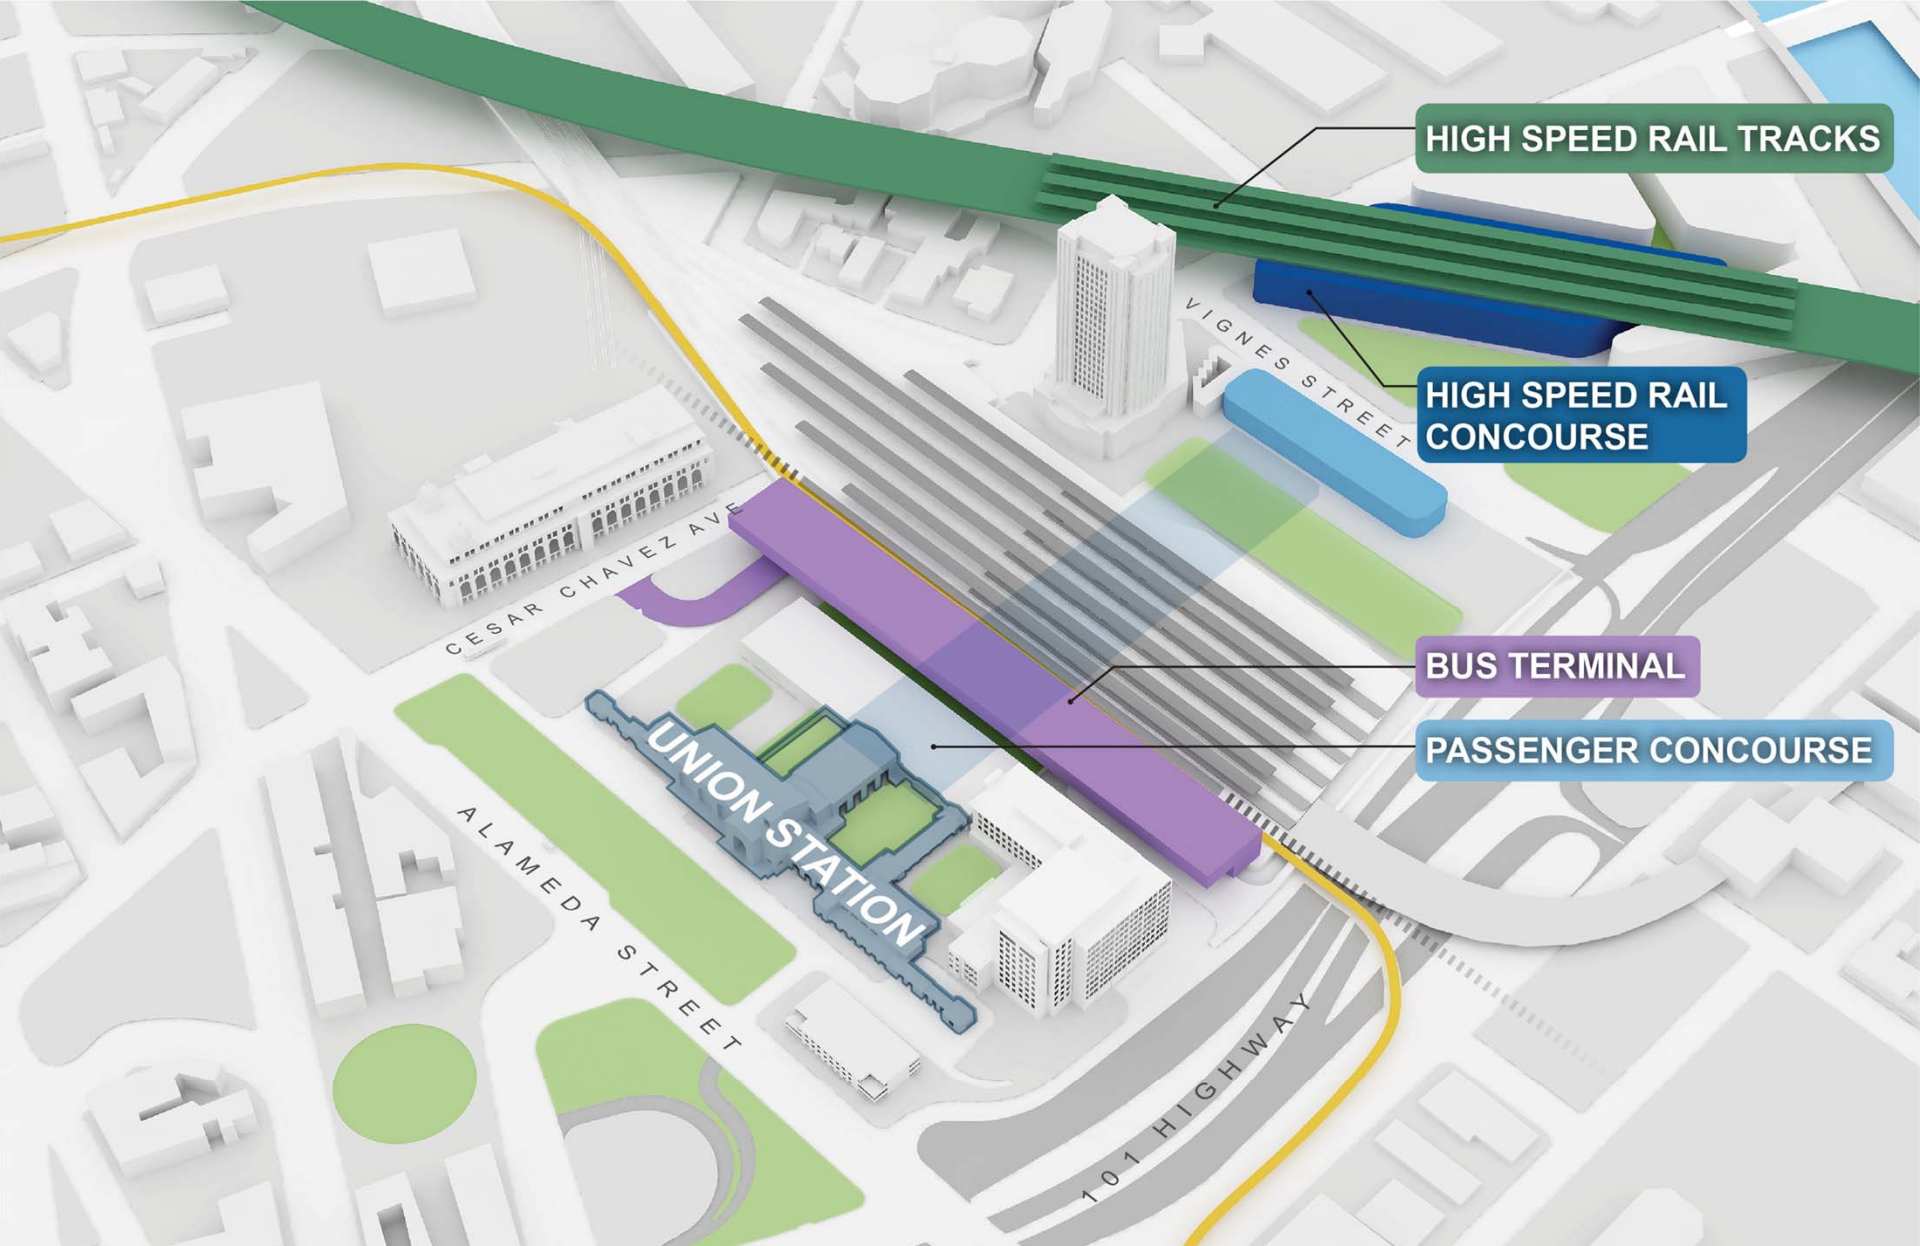 HIGH SPEED RAIL TRACKS
VIGNES STREET
HIGH SPEED RAIL
CONCOURSE
CESAR CHAVEZ AVE
BUS TERMINAL
PASSENGER CONCOURSE
UNION STATION
ALAMEDA STREET
101 HIGHWAY